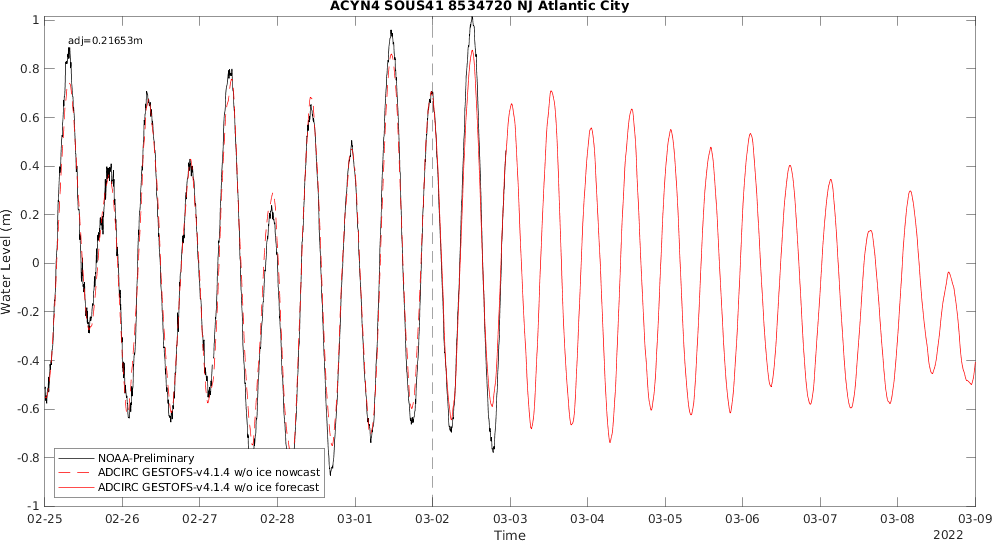 ACYN4 SOUS41 8534720 NJ Atlantic City
adj=0.21653m
1
0.8
0.6
0.4
0.2
0
-0.2
-0.4
-0.6
-0.8
-1
Water Level (m)
NOAA-Preliminary
ADCIRC GESTOFS-v4.1.4 w/o ice nowcast
ADCIRC GESTOFS-v4.1.4 w/o ice forecast
02-25 02-26 02-27 02-28 03-01 03-02 03-03 03-04 03-05 03-06 03-07 03-08 03-09
Time
2022